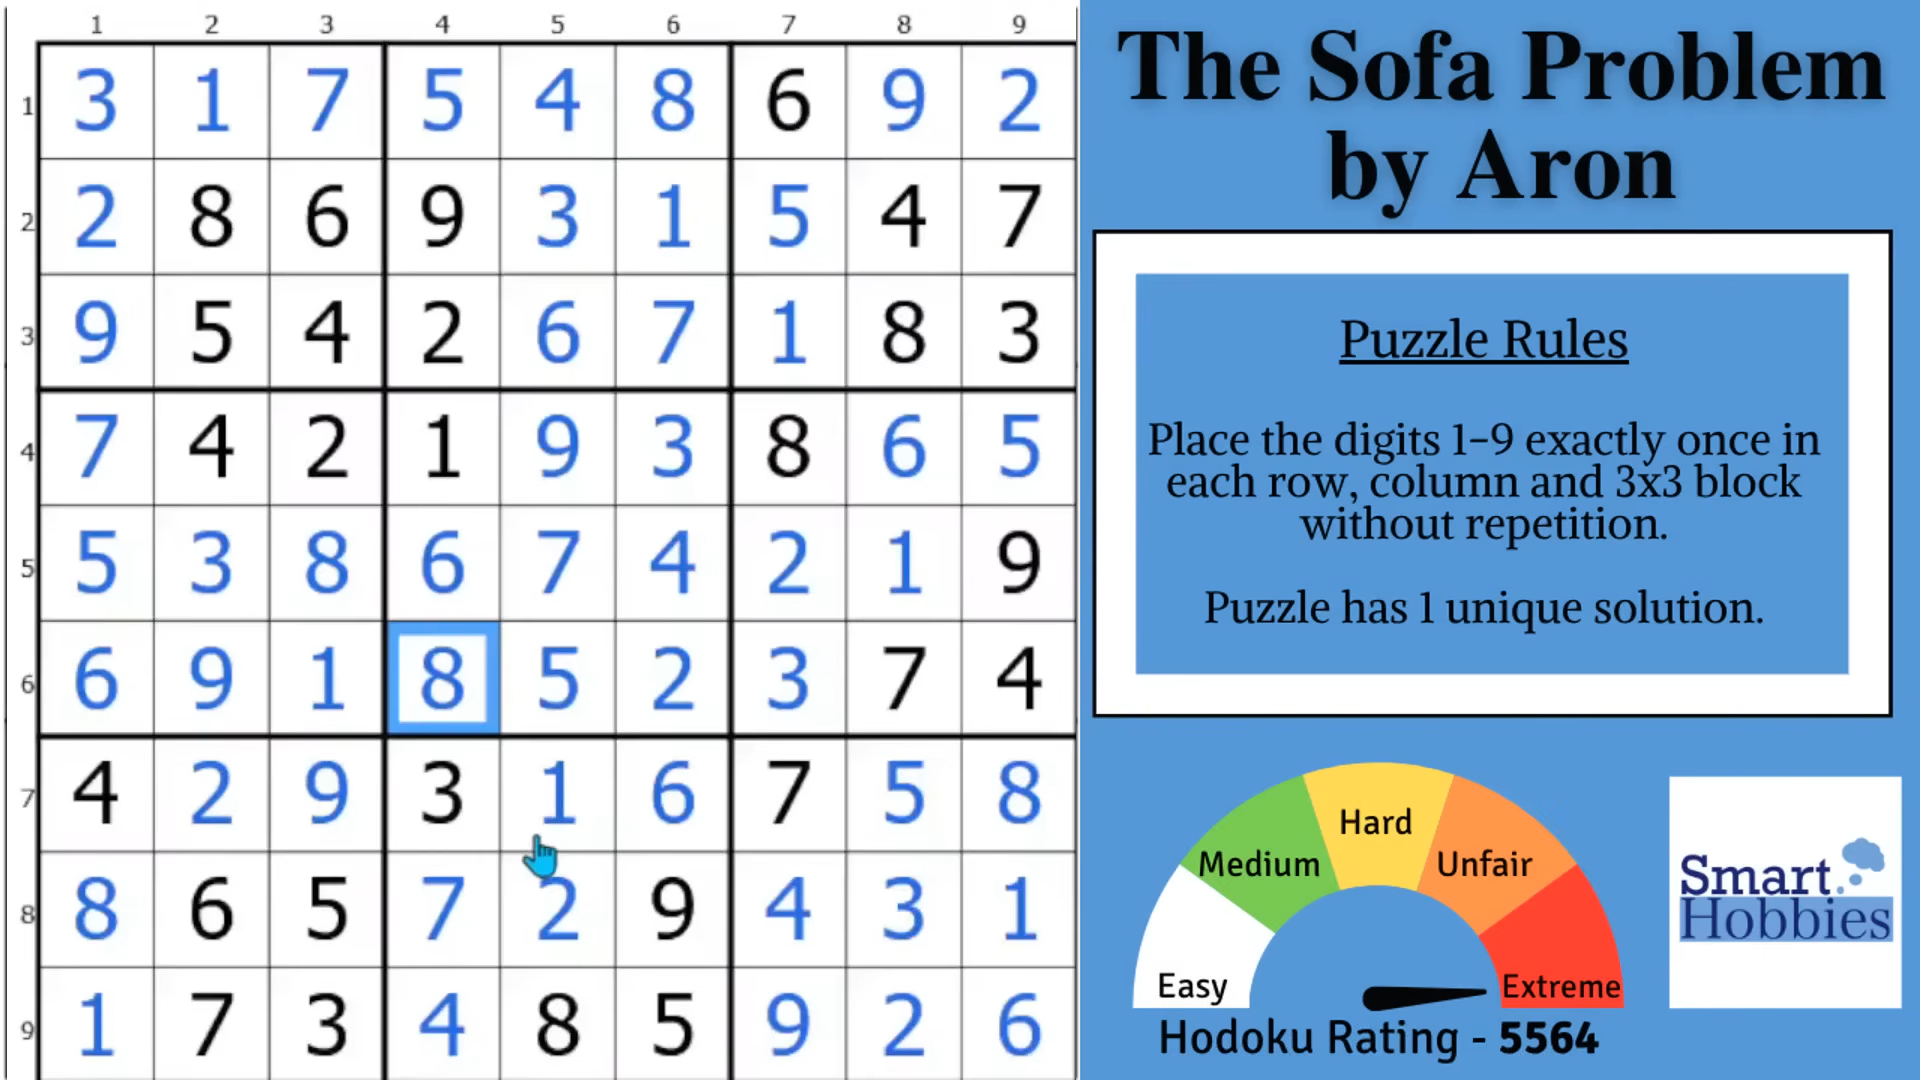 1 2 3 4 5 6 7 8 9
1 3 1 7 5 4 8 6 9 2
2 2 8 6 9 3 1 5 4 7
3 9 5 4 2 6 7 1 8 3
4 7 4 2 1 9 3 8 6 5
5 5 3 8 6 7 4 2 1 9
6 6 9 1 8 5 2 3 7 4
7 4 2 9 3 1 6 7 5 8
8 8 6 5 7 2 9 4 3 1
9 1 7 3 4 8 5 9 2 6
The Sofa Problem
by Aron
Puzzle Rules
Place the digits 1-9 exactly once in
each row, column and 3x3 block
without repetition.
Puzzle has 1 unique solution.
Easy
Medium
Hard
Unfair
Extreme
Hodoku Rating - 5564
Smart
Hobbies